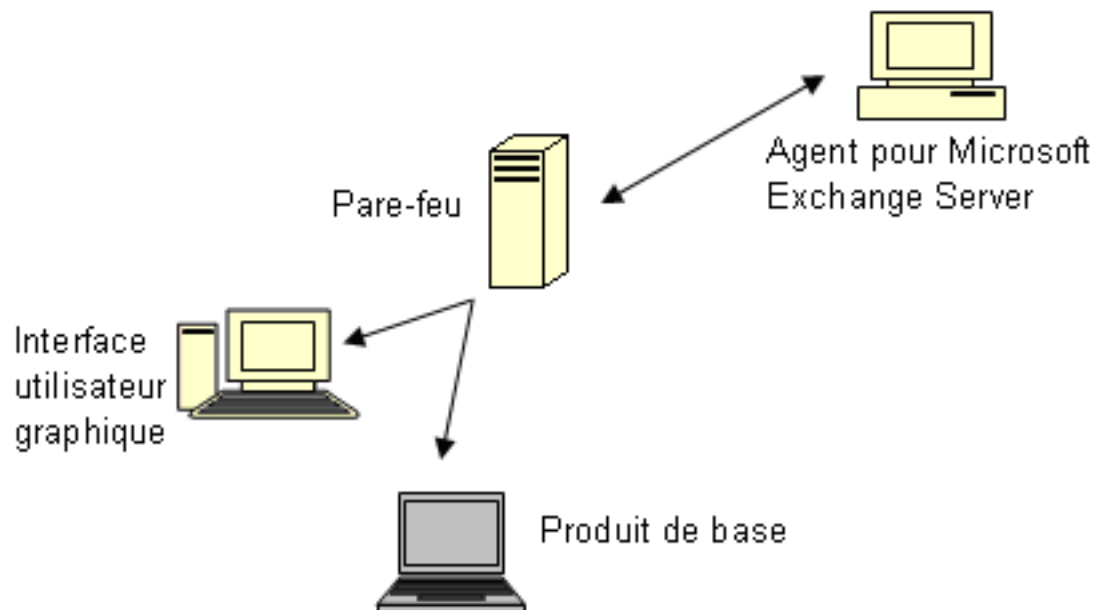 Agent pour Microsoft
Exchange Server
Pare-feu
Interface
utilisateur
graphique
Produit de base